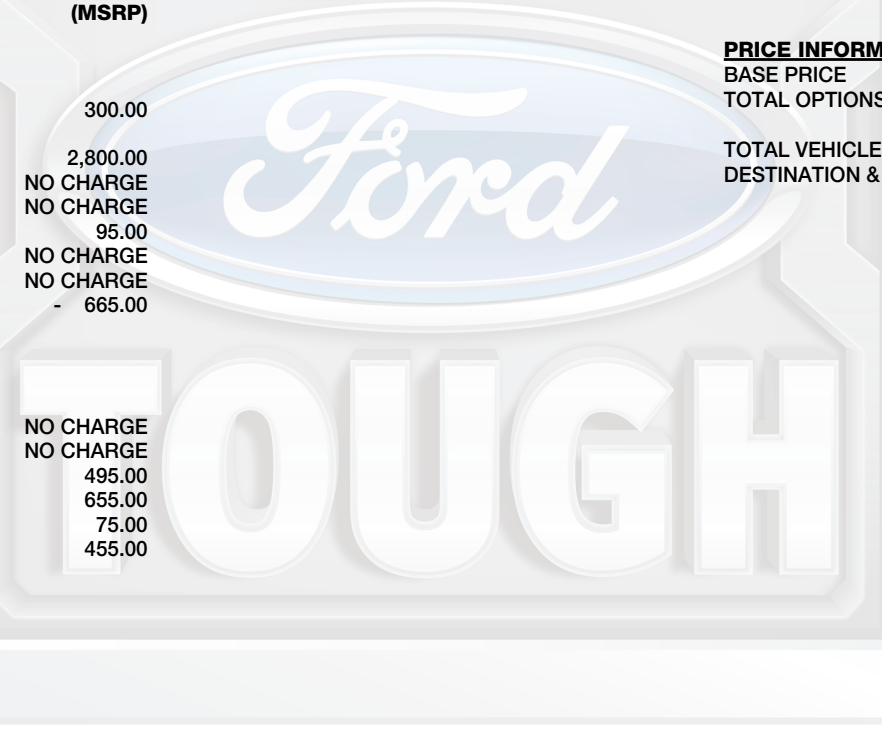 (MSRP)
300.00
2,800.00
NO CHARGE
NO CHARGE
95.00
NO CHARGE
NO CHARGE
- 665.00
NO CHARGE
NO CHARGE
495.00
655.00
75.00
455.00
PRICE INFORM
BASE PRICE
TOTAL OPTIONS
TOTAL VEHICLE
DESTINATION &
Ford
TOUGH